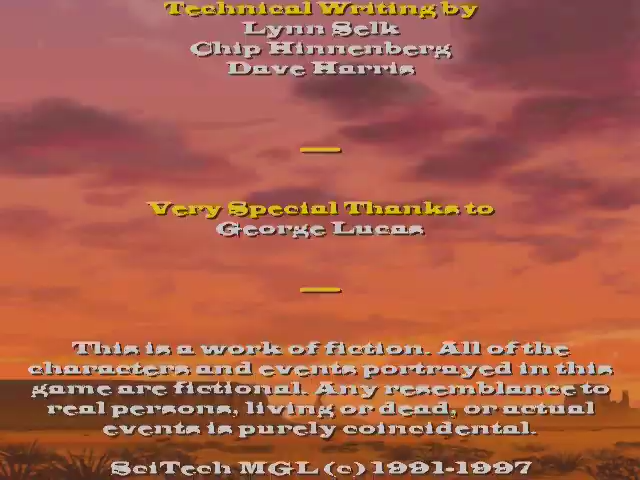 Technical Writing by
Lynn Selk
Chip Hinnenberg
Dave Harris
Very Special Thanks to
George Lucas
This is a work of fiction. All of the
characters and events portrayed in this
game are fictional. Any resemblance to
real persons, living or dead, or actual
events is purely coincidental.
SciTech MGL (c) 1991-1997